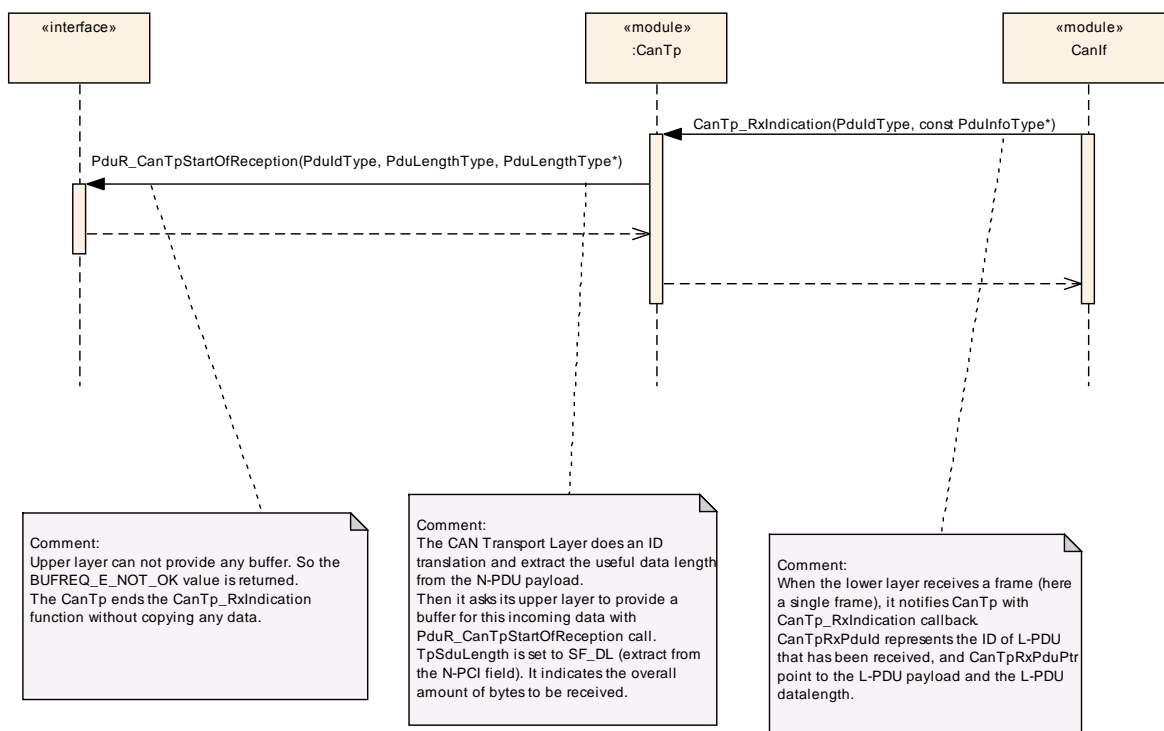 «interface»
«module»
:CanTp
«module»
CanIf
CanTp_RxIndication(PduIdType, const PduInfoType*)
PduR_CanTpStartOfReception(PduIdType, PduLengthType, PduLengthType*)
Comment:
Upper layer can not provide any buffer. So the
BUFREQ_E_NOT_OK value is returned.
The CanTp ends the CanTp_RxIndication
function without copying any data.
Comment:
The CAN Transport Layer does an ID
translation and extract the useful data length
from the N-PDU payload.
Then it asks its upper layer to provide a
buffer for this incoming data with
PduR_CanTpStartOfReception call.
TpSduLength is set to SF_DL (extract from
the N-PCI field). It indicates the overall
amount of bytes to be received.
Comment:
When the lower layer receives a frame (here
a single frame), it notifies CanTp with
CanTp_RxIndication callback.
CanTpRxPduId represents the ID of L-PDU
that has been received, and CanTpRxPduPtr
point to the L-PDU payload and the L-PDU
datalength.